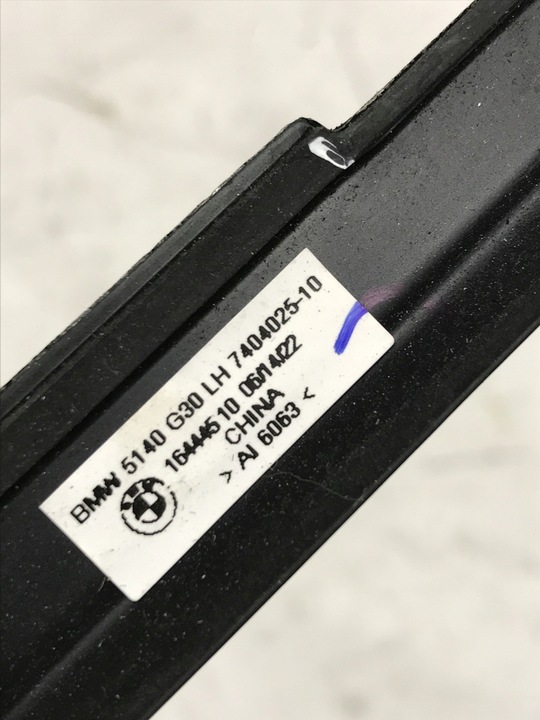 BMW 5140 G30 LH 7404025-10
16444510 06/14/22
CHINA
> Al 6063 <